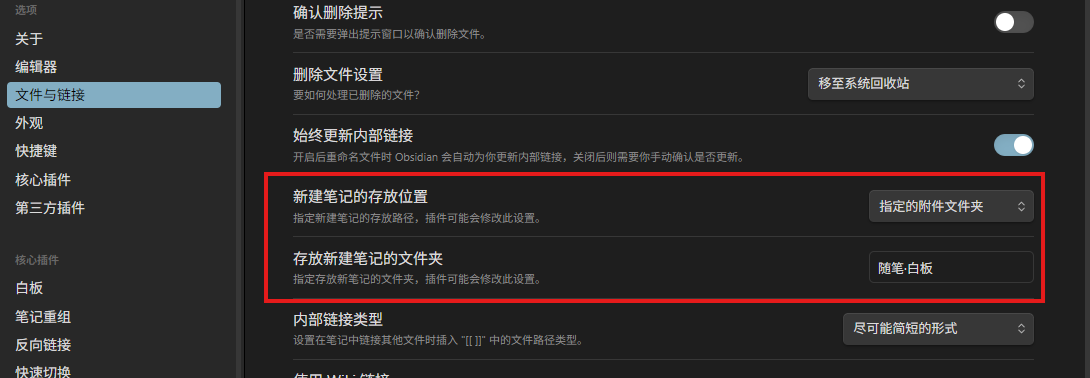 选项
关于
编辑器
文件与链接
外观
快捷键
核心插件
第三方插件
核心插件
白板
笔记重组
反向链接
快速切换
确认删除提示
是否需要弹出提示窗口以确认删除文件。
删除文件设置
要如何处理已删除的文件？
移至系统回收站
始终更新内部链接
开启后重命名文件时 Obsidian 会自动为你更新内部链接，关闭后则需要你手动确认是否更新。
新建笔记的存放位置
指定新建笔记的存放路径，插件可能会修改此设置。
指定的附件文件夹
存放新建笔记的文件夹
指定存放新笔记的文件夹，插件可能会修改此设置。
随笔·白板
内部链接类型
设置在笔记中链接其他文件时插入 "[[ ]]" 中的文件路径类型。
尽可能简短的形式
使用 Wiki 链接